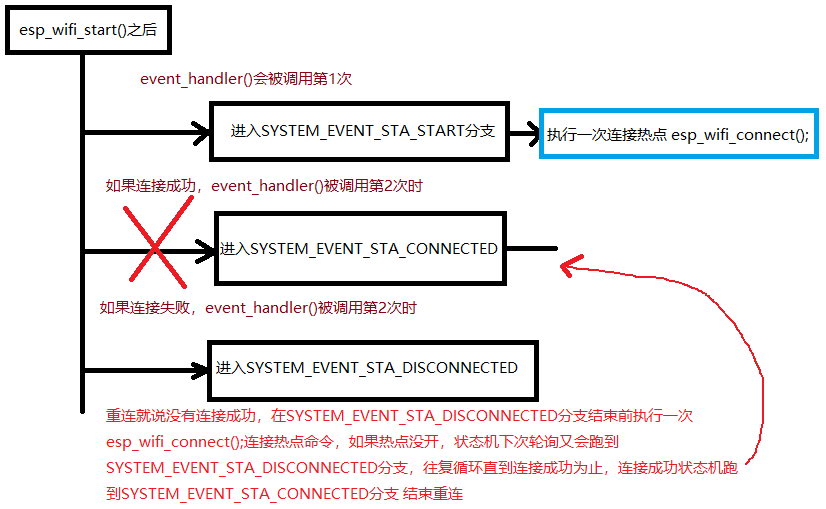 esp_wifi_start()之后
event_handler()会被调用第1次
进入SYSTEM_EVENT_STA_START分支
执行一次连接热点 esp_wifi_connect();
如果连接成功，event_handler()被调用第2次时
进入SYSTEM_EVENT_STA_CONNECTED
如果连接失败，event_handler()被调用第2次时
进入SYSTEM_EVENT_STA_DISCONNECTED
重连就说没有连接成功，在SYSTEM_EVENT_STA_DISCONNECTED分支结束前执行一次
esp_wifi_connect();连接热点命令，如果热点没开，状态机下次轮询又会跑到
SYSTEM_EVENT_STA_DISCONNECTED分支，往复循环直到连接成功为止，连接成功状态机跑
到SYSTEM_EVENT_STA_CONNECTED分支 结束重连